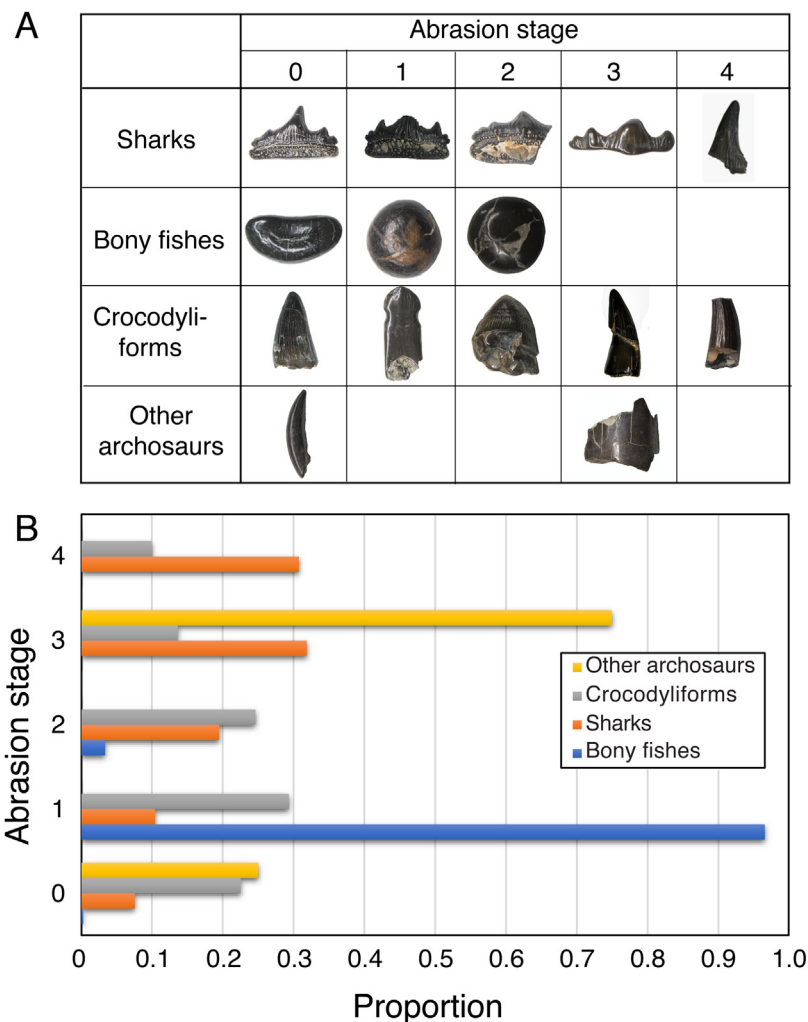 A
Abrasion stage
0 1 2 3 4
Sharks
Bony fishes
Crocodyli-
forms
Other
archosaurs
B
Abrasion stage
4
3
2
1
0
Other archosaurs
Crocodyliforms
Sharks
Bony fishes
0 0.1 0.2 0.3 0.4 0.5 0.6 0.7 0.8 0.9 1.0
Proportion